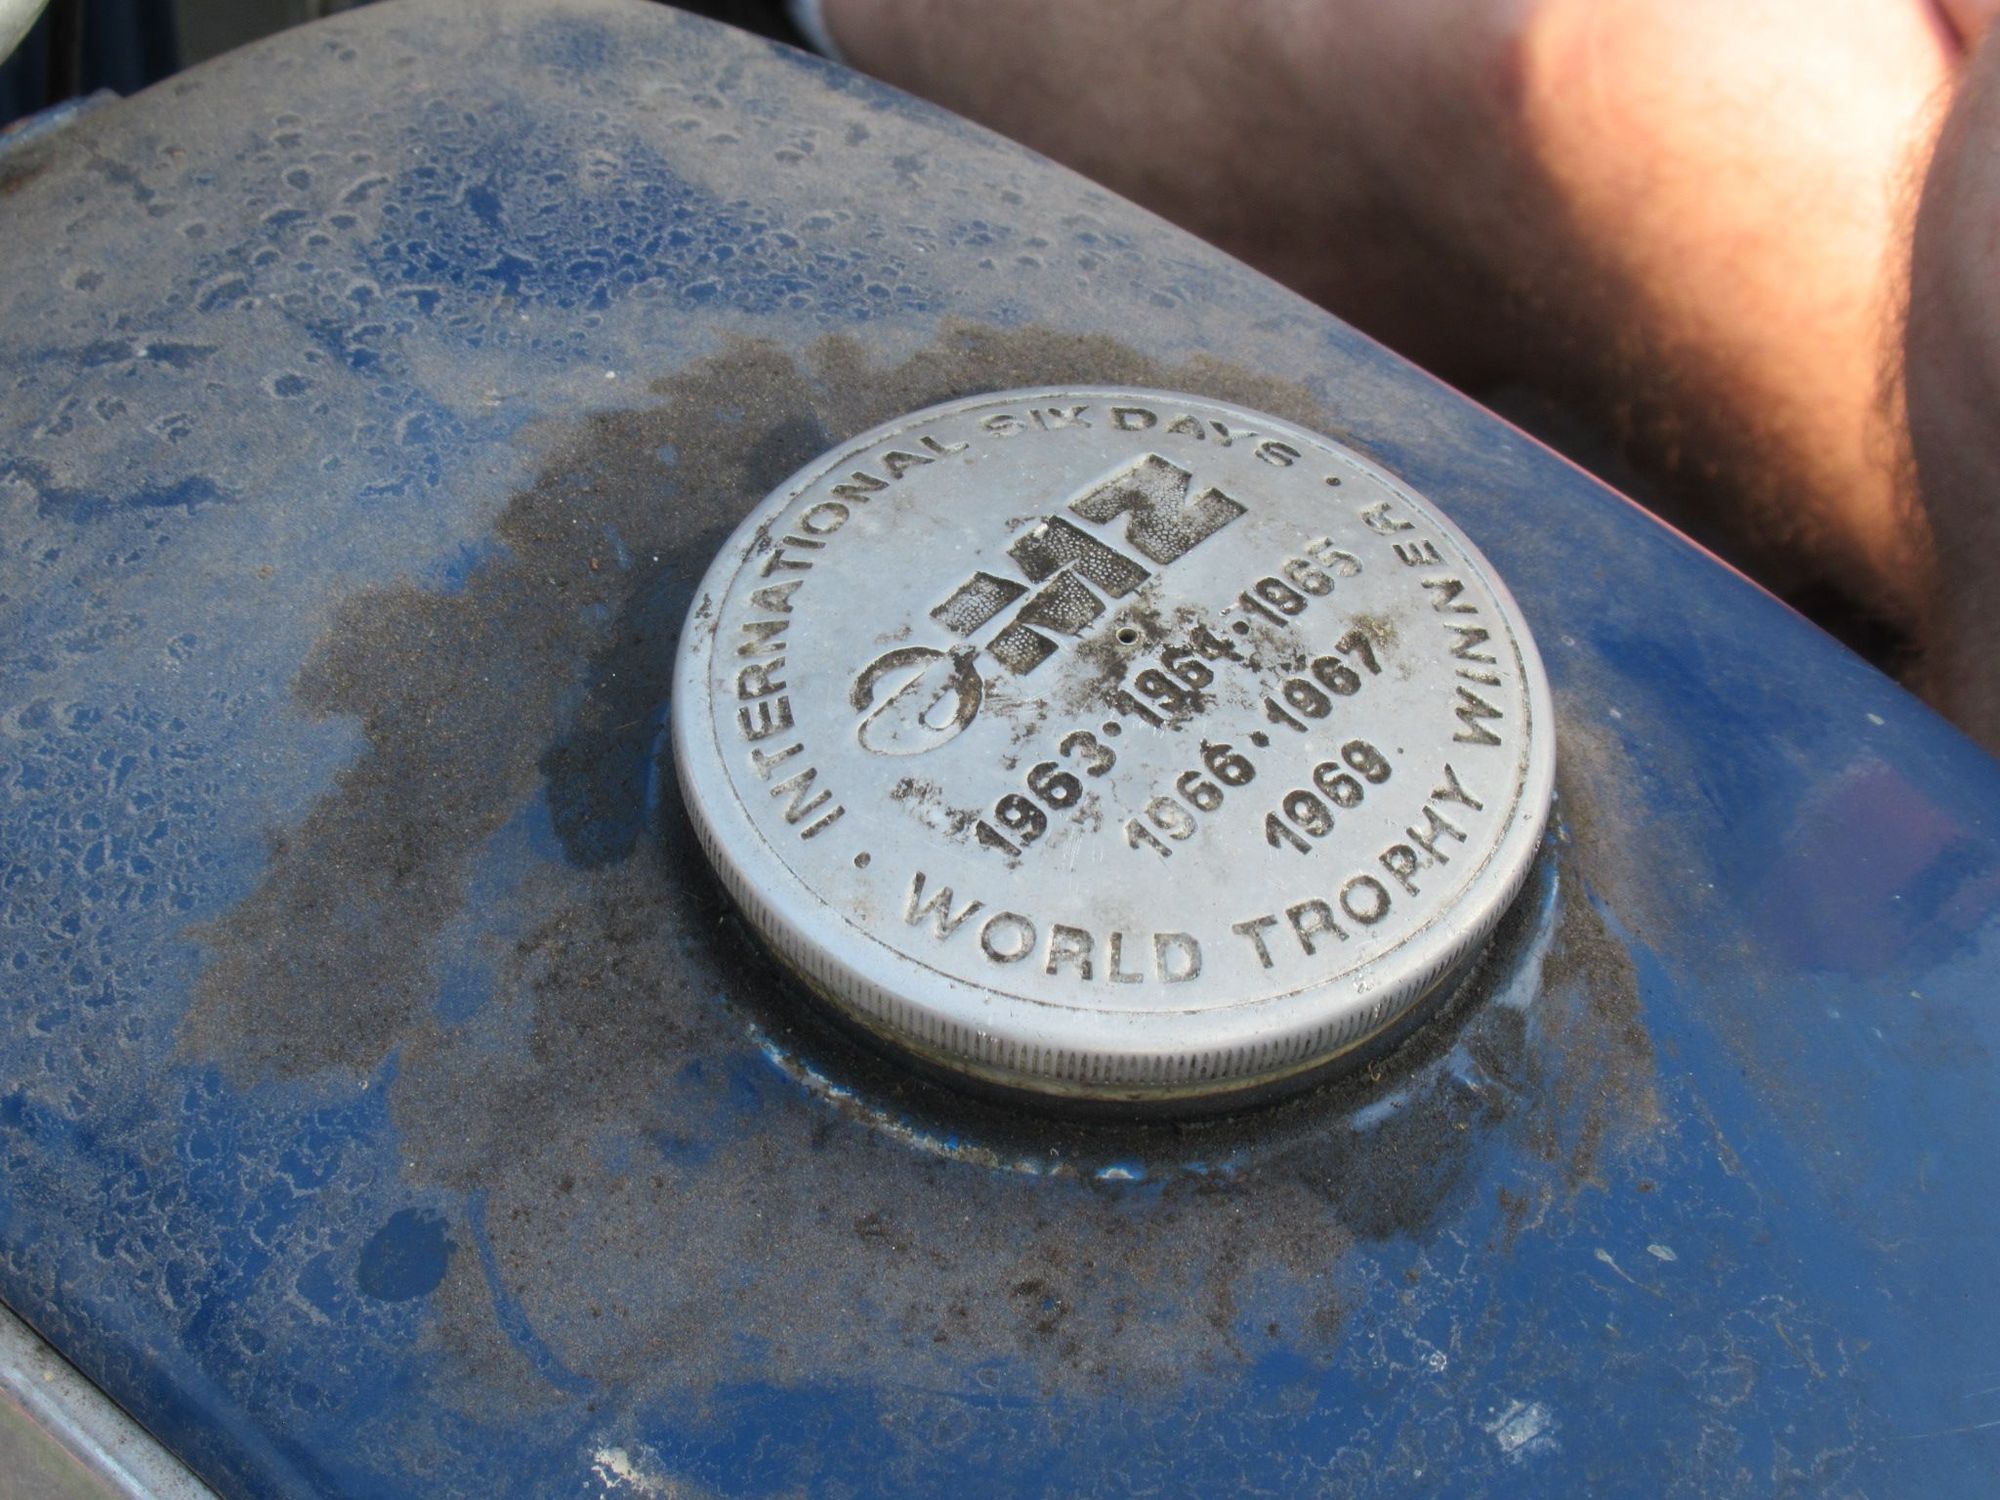 INTERNATIONAL SIX DAYS •
MZ
1963•1964•1965
1966•1967
1969
• WORLD TROPHY WINNER